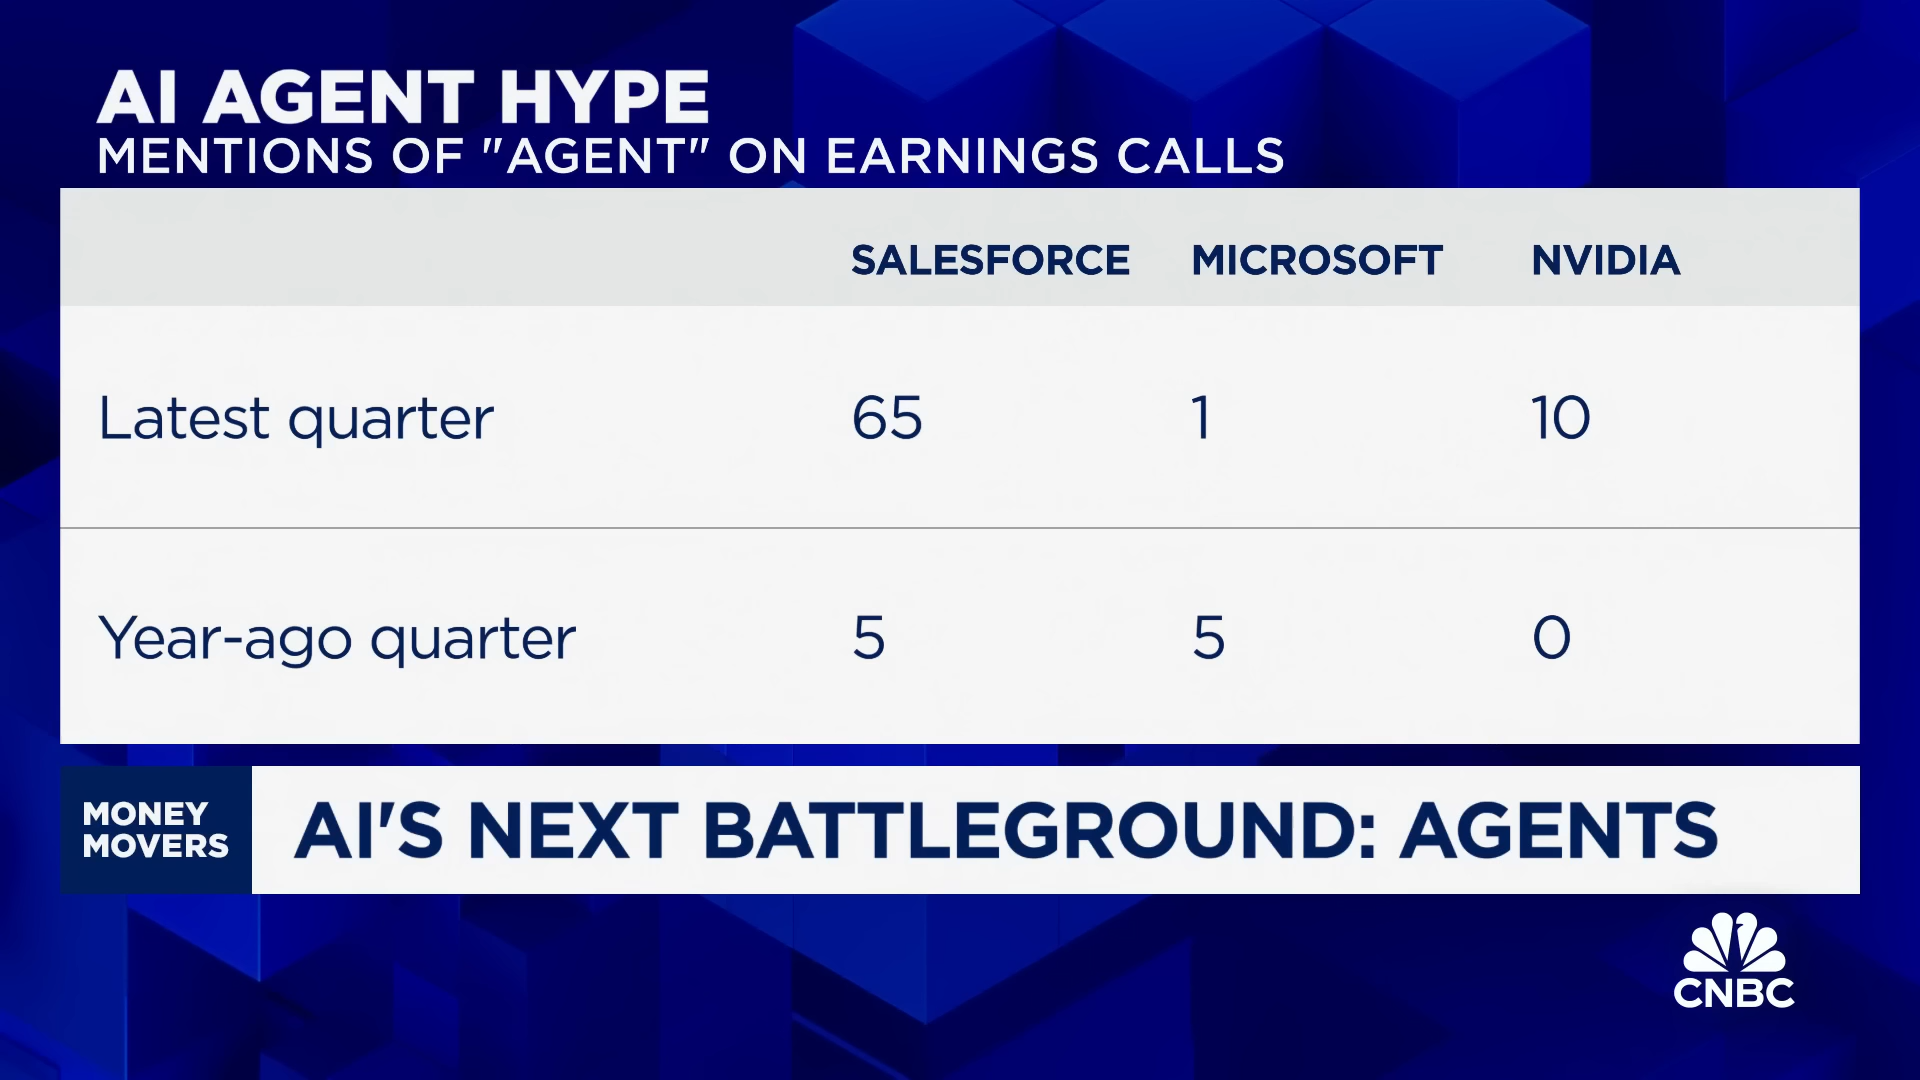 AI AGENT HYPE
MENTIONS OF "AGENT" ON EARNINGS CALLS
SALESFORCE MICROSOFT NVIDIA
Latest quarter 65 1 10
Year-ago quarter 5 5 0
MONEY
MOVERS
AI'S NEXT BATTLEGROUND: AGENTS
CNBC